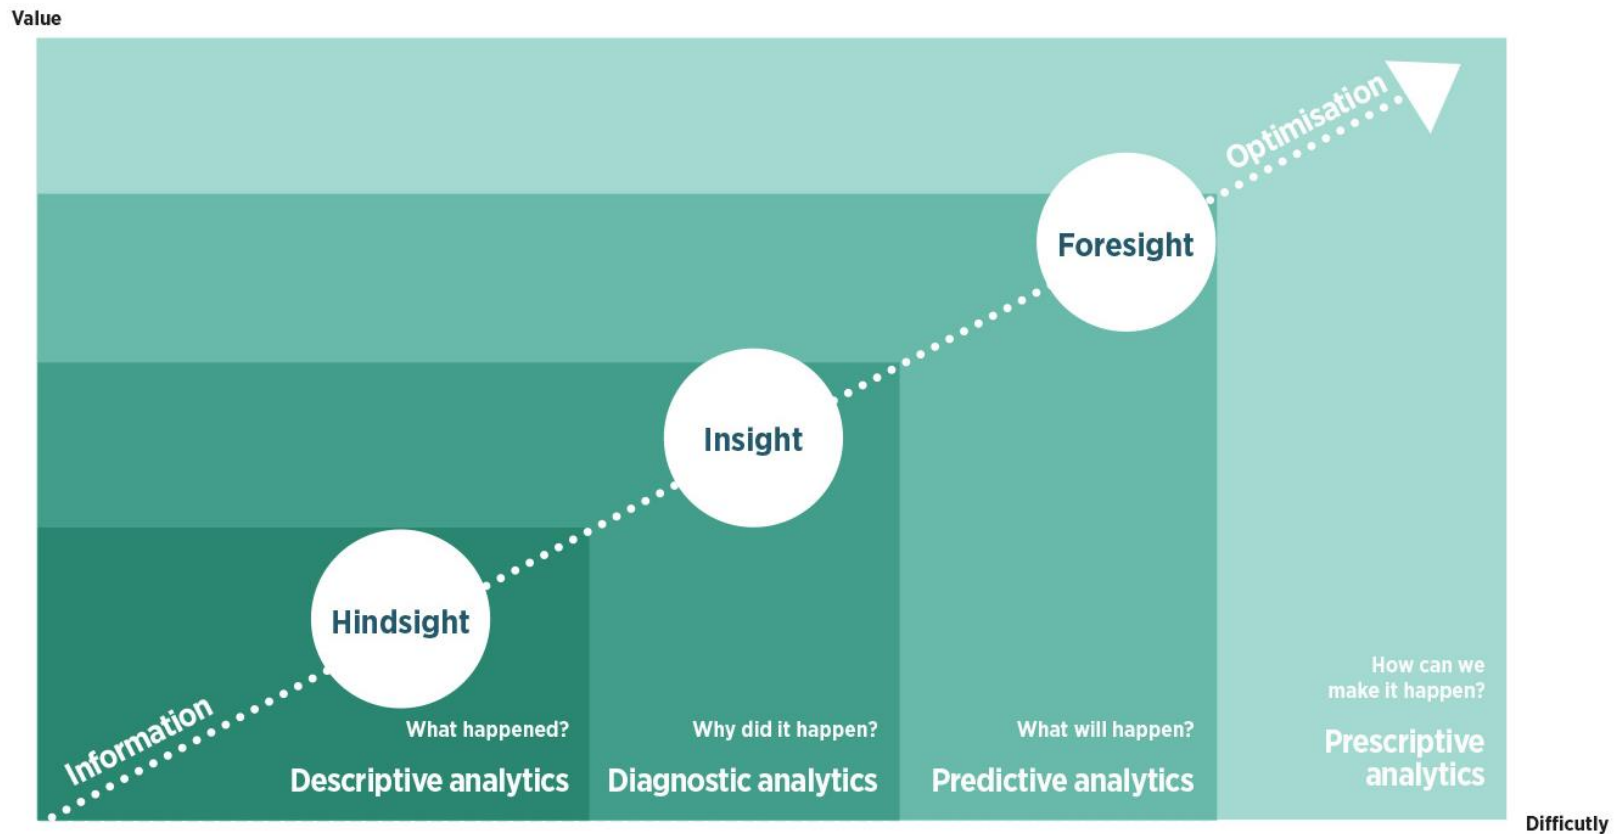 Value
Optimisation
Foresight
Insight
Hindsight
Information
What happened?
Descriptive analytics
Why did it happen?
Diagnostic analytics
What will happen?
Predictive analytics
How can we
make it happen?
Prescriptive
analytics
Difficutly